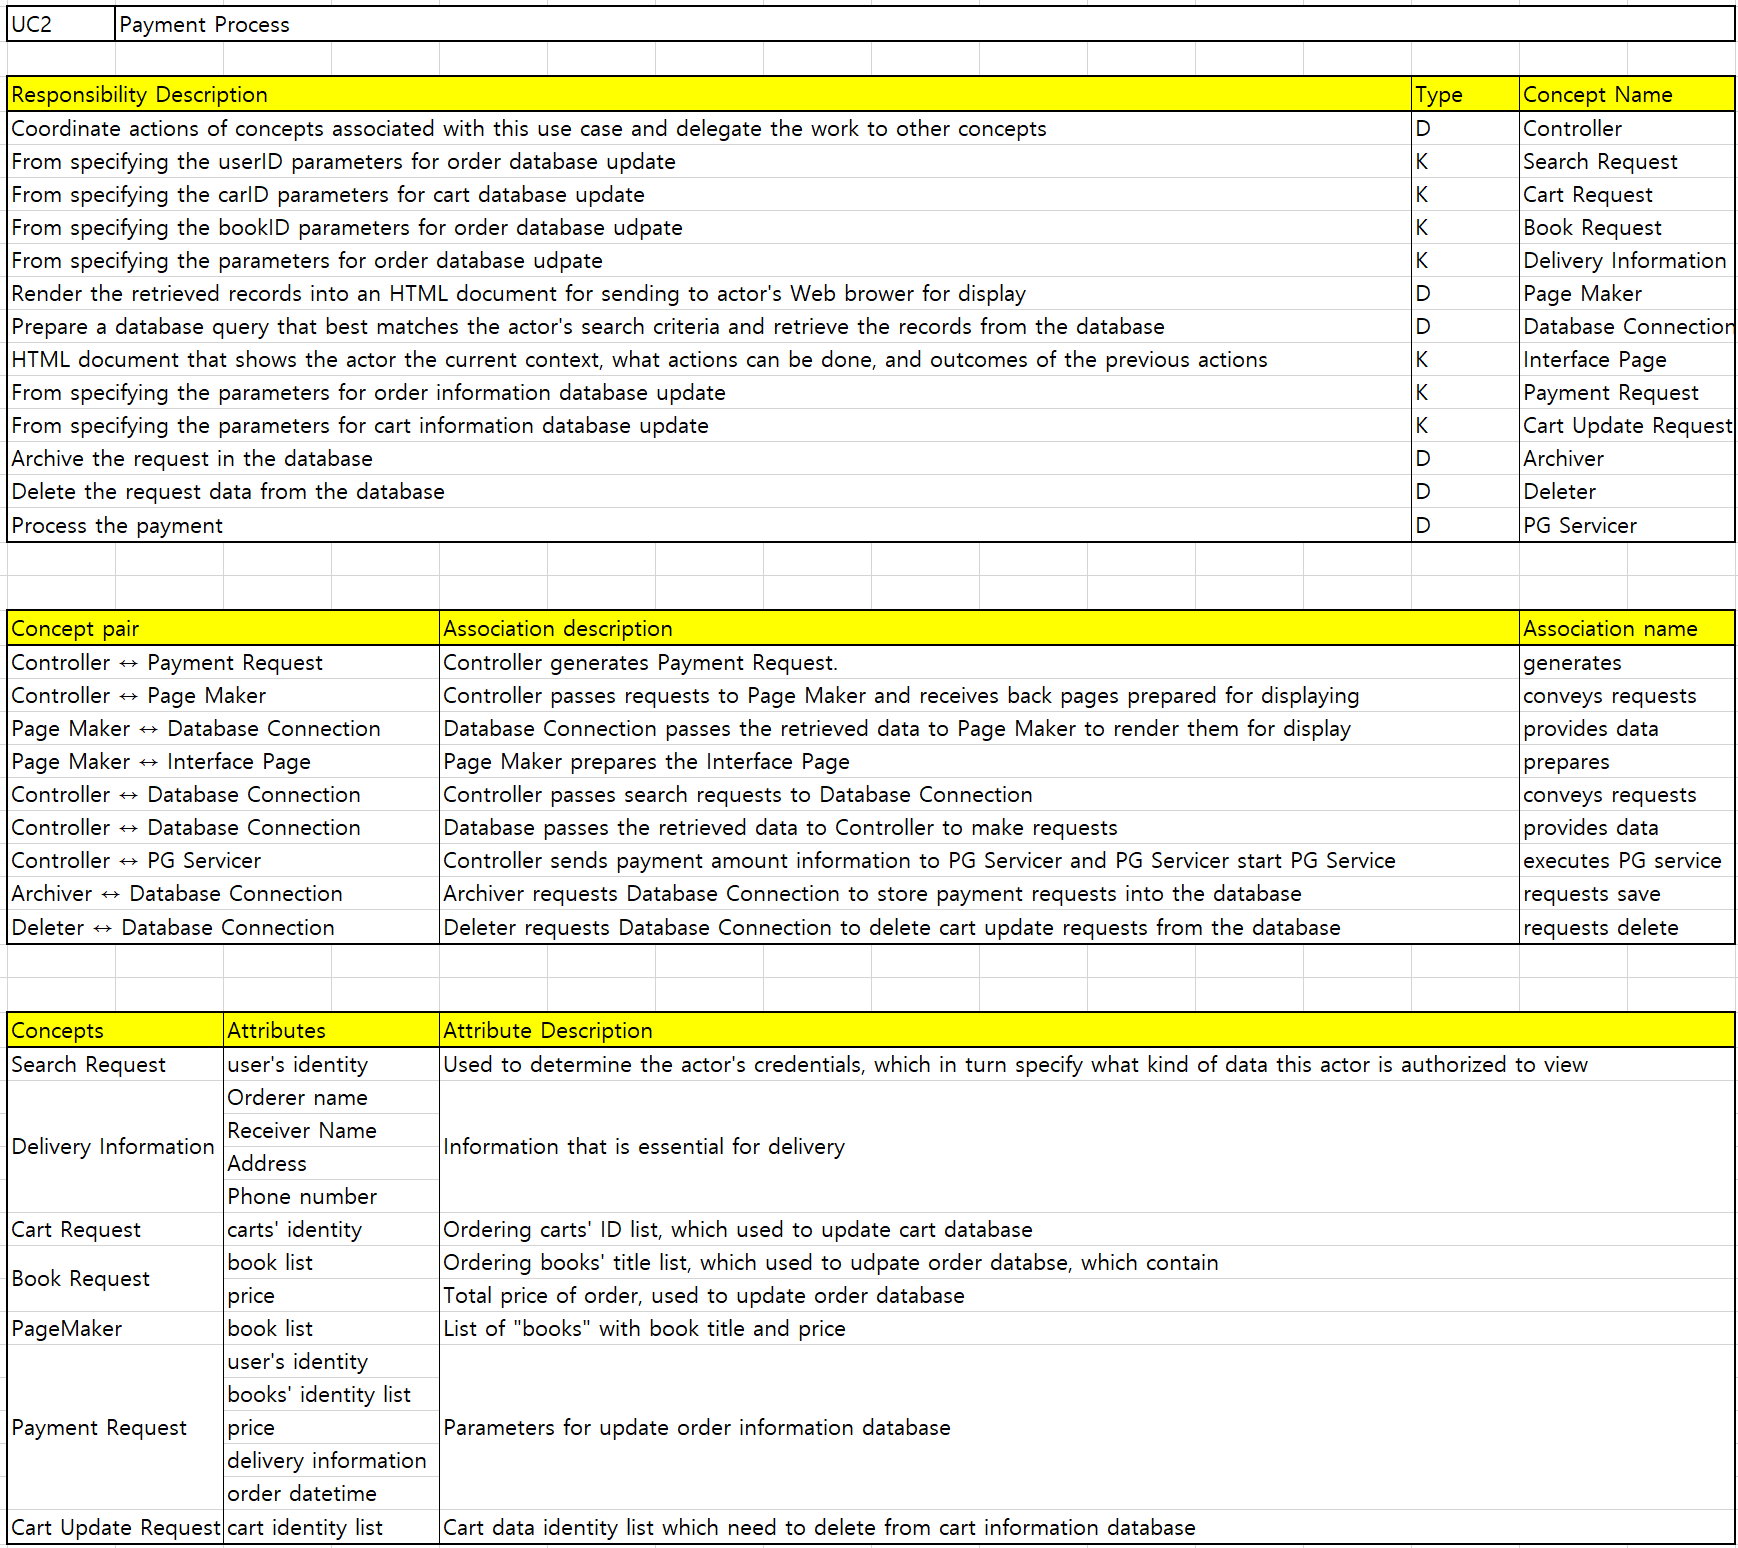 UC2 Payment Process
Responsibility Description Type Concept Name
Coordinate actions of concepts associated with this use case and delegate the work to other concepts D Controller
From specifying the userID parameters for order database update K Search Request
From specifying the carID parameters for cart database update K Cart Request
From specifying the bookID parameters for order database udpate K Book Request
From specifying the parameters for order database udpate K Delivery Information
Render the retrieved records into an HTML document for sending to actor's Web brower for display D Page Maker
Prepare a database query that best matches the actor's search criteria and retrieve the records from the database D Database Connection
HTML document that shows the actor the current context, what actions can be done, and outcomes of the previous actions K Interface Page
From specifying the parameters for order information database update K Payment Request
From specifying the parameters for cart information database update K Cart Update Request
Archive the request in the database D Archiver
Delete the request data from the database D Deleter
Process the payment D PG Servicer
Concept pair Association description Association name
Controller ↔ Payment Request Controller generates Payment Request. generates
Controller ↔ Page Maker Controller passes requests to Page Maker and receives back pages prepared for displaying conveys requests
Page Maker ↔ Database Connection Database Connection passes the retrieved data to Page Maker to render them for display provides data
Page Maker ↔ Interface Page Page Maker prepares the Interface Page prepares
Controller ↔ Database Connection Controller passes search requests to Database Connection conveys requests
Controller ↔ Database Connection Database passes the retrieved data to Controller to make requests provides data
Controller ↔ PG Servicer Controller sends payment amount information to PG Servicer and PG Servicer start PG Service executes PG service
Archiver ↔ Database Connection Archiver requests Database Connection to store payment requests into the database requests save
Deleter ↔ Database Connection Deleter requests Database Connection to delete cart update requests from the database requests delete
Concepts Attributes Attribute Description
Search Request user's identity Used to determine the actor's credentials, which in turn specify what kind of data this actor is authorized to view
Orderer name
Receiver Name
Delivery Information Information that is essential for delivery
Address
Phone number
Cart Request carts' identity Ordering carts' ID list, which used to update cart database
Book Request
book list Ordering books' title list, which used to udpate order databse, which contain
price Total price of order, used to update order database
PageMaker book list List of "books" with book title and price
user's identity
books' identity list
Payment Request price Parameters for update order information database
delivery information
order datetime
Cart Update Request cart identity list Cart data identity list which need to delete from cart information database